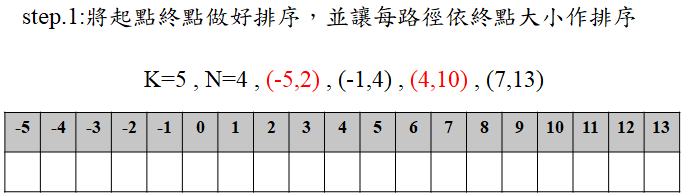 step.1:將起點終點做好排序，並讓每路徑依終點大小作排序
K=5 , N=4 , (-5,2) , (-1,4) , (4,10) , (7,13)
-5 -4 -3 -2 -1 0 1 2 3 4 5 6 7 8 9 10 11 12 13